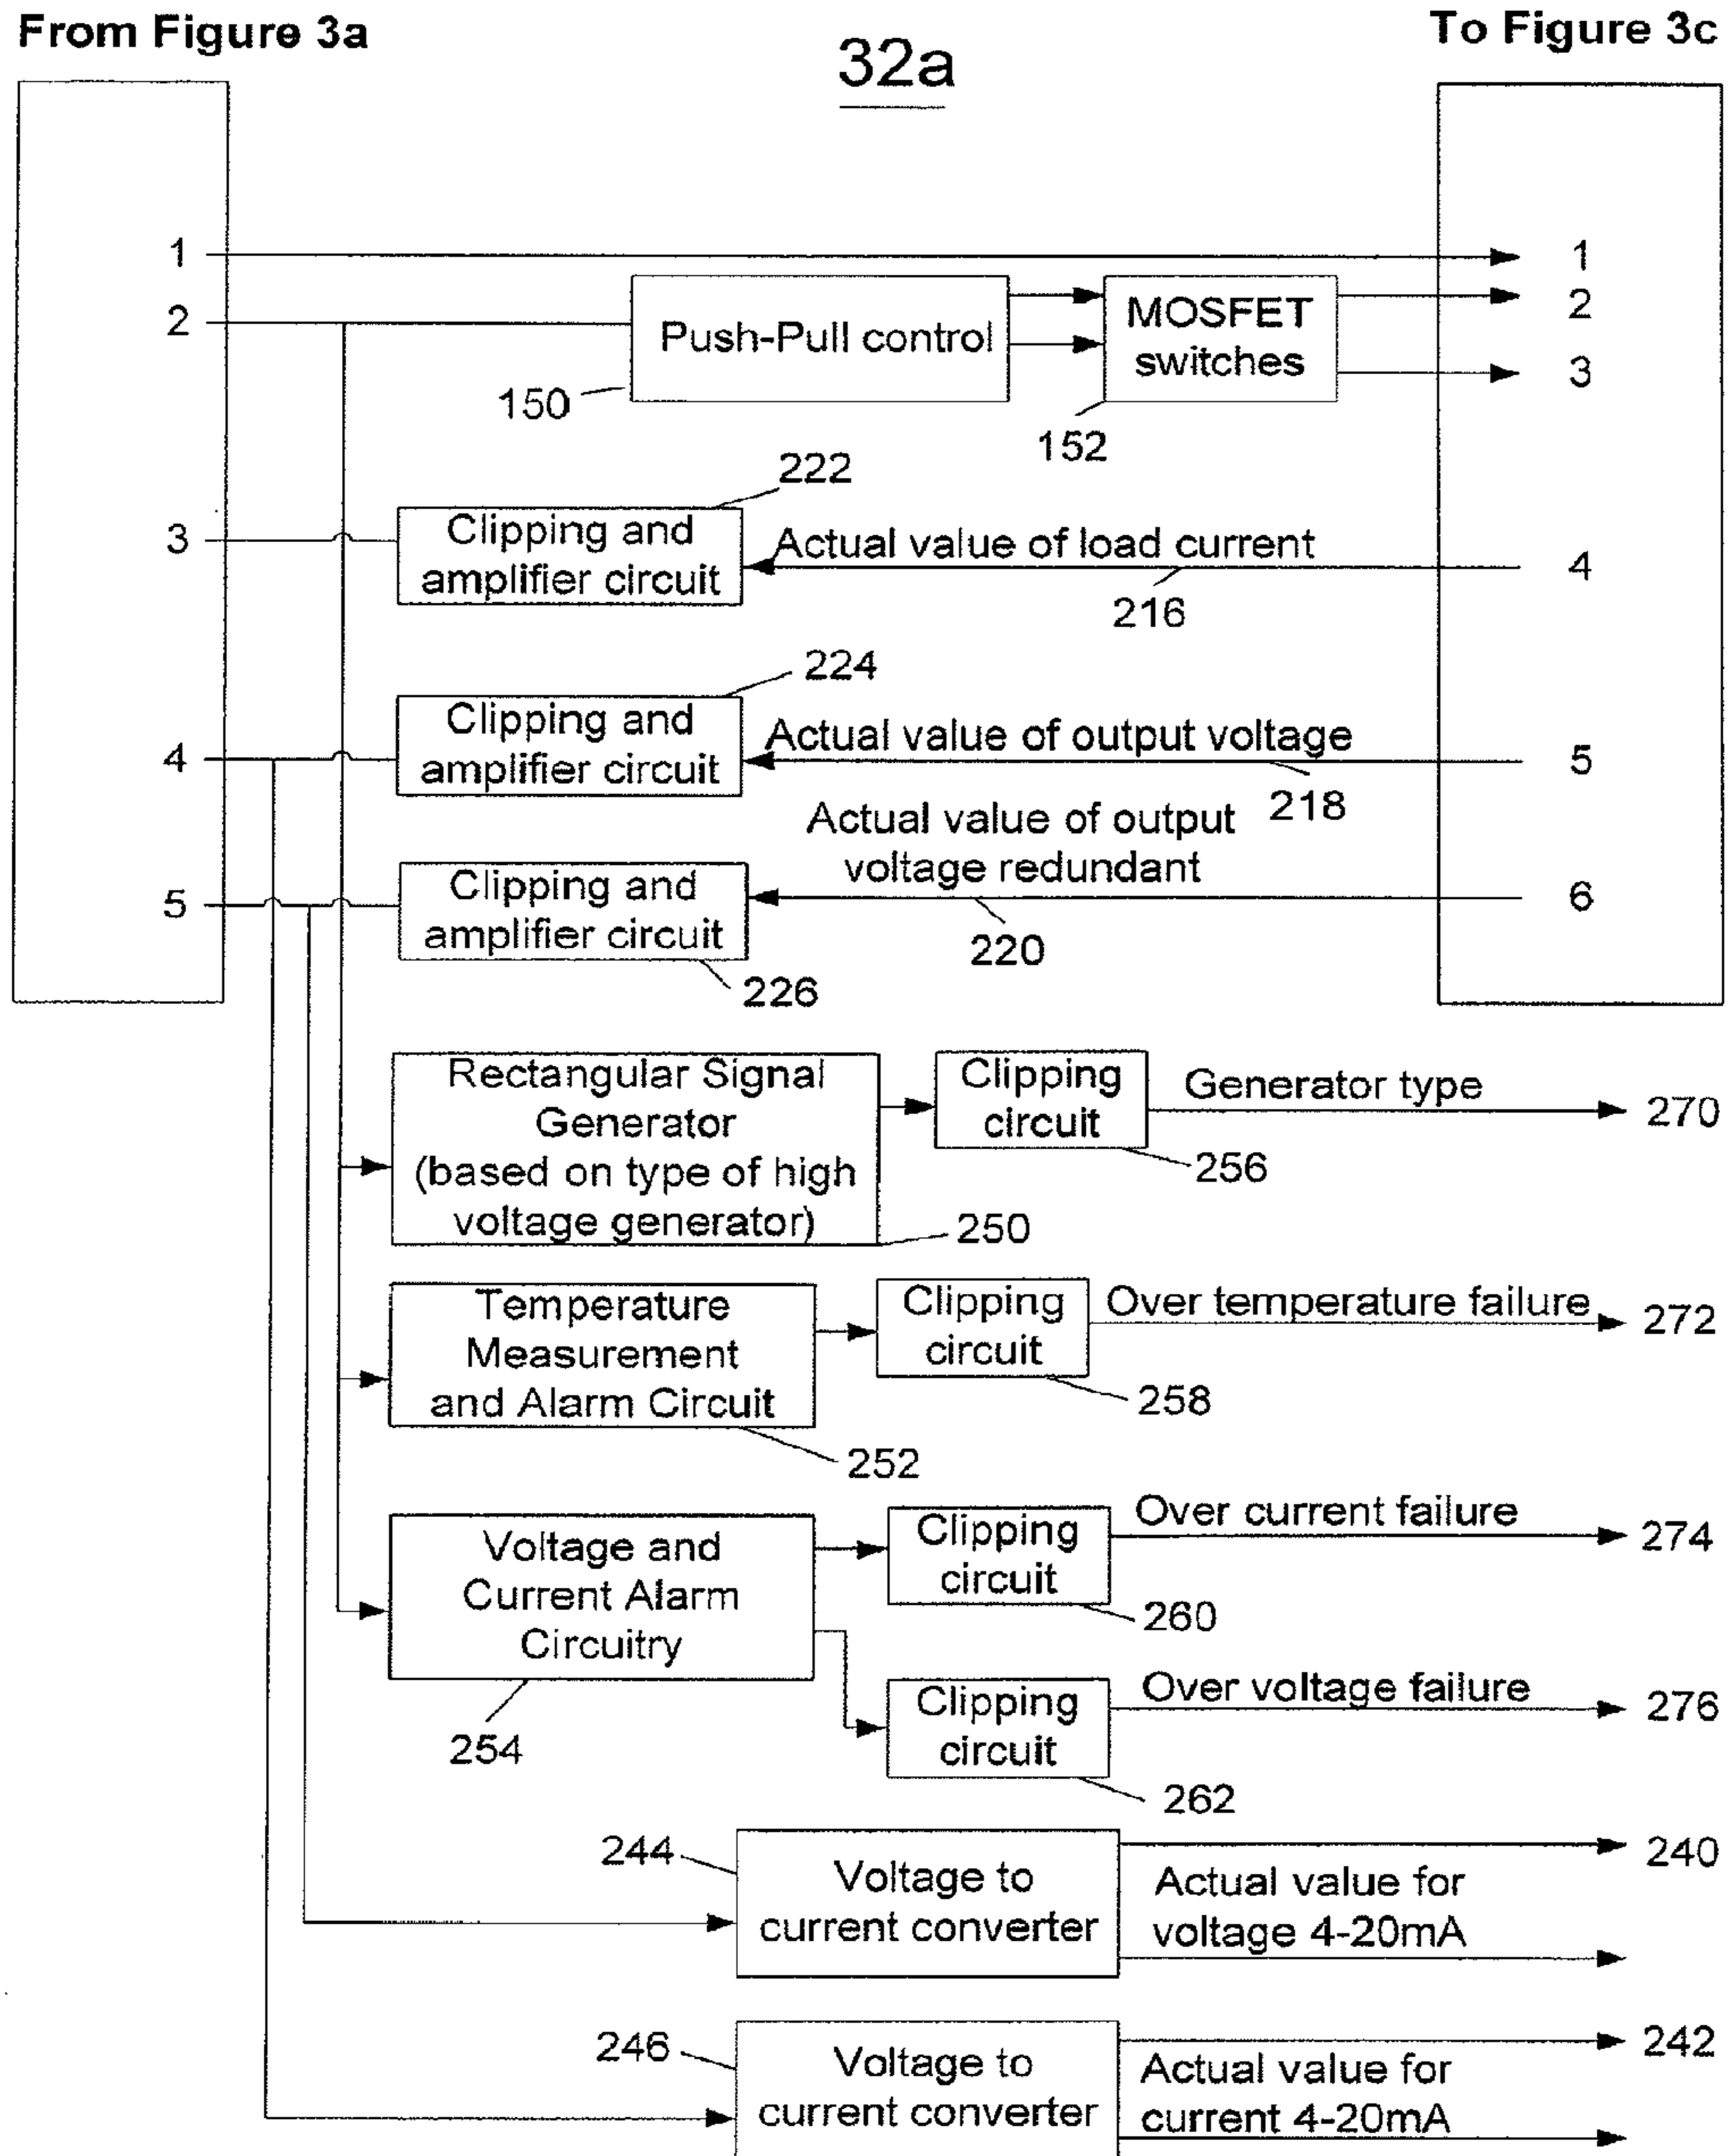 From Figure 3a
32a
To Figure 3c
1
1
2
Push-Pull control
MOSFET
switches
2
3
150
152
222
3
Clipping and
amplifier circuit
Actual value of load current
4
216
224
4
Clipping and
amplifier circuit
Actual value of output voltage
5
218
Actual value of output
voltage redundant
5
Clipping and
amplifier circuit
6
220
226
Rectangular Signal
Generator
(based on type of high
voltage generator)
Clipping
circuit
Generator type
270
256
250
Temperature
Measurement
and Alarm Circuit
Clipping
circuit
Over temperature failure
272
258
252
Voltage and
Current Alarm
Circuitry
Clipping
circuit
Over current failure
274
260
254
Clipping
circuit
Over voltage failure
276
262
244
Voltage to
current converter
240
Actual value for
voltage 4-20mA
246
Voltage to
current converter
242
Actual value for
current 4-20mA